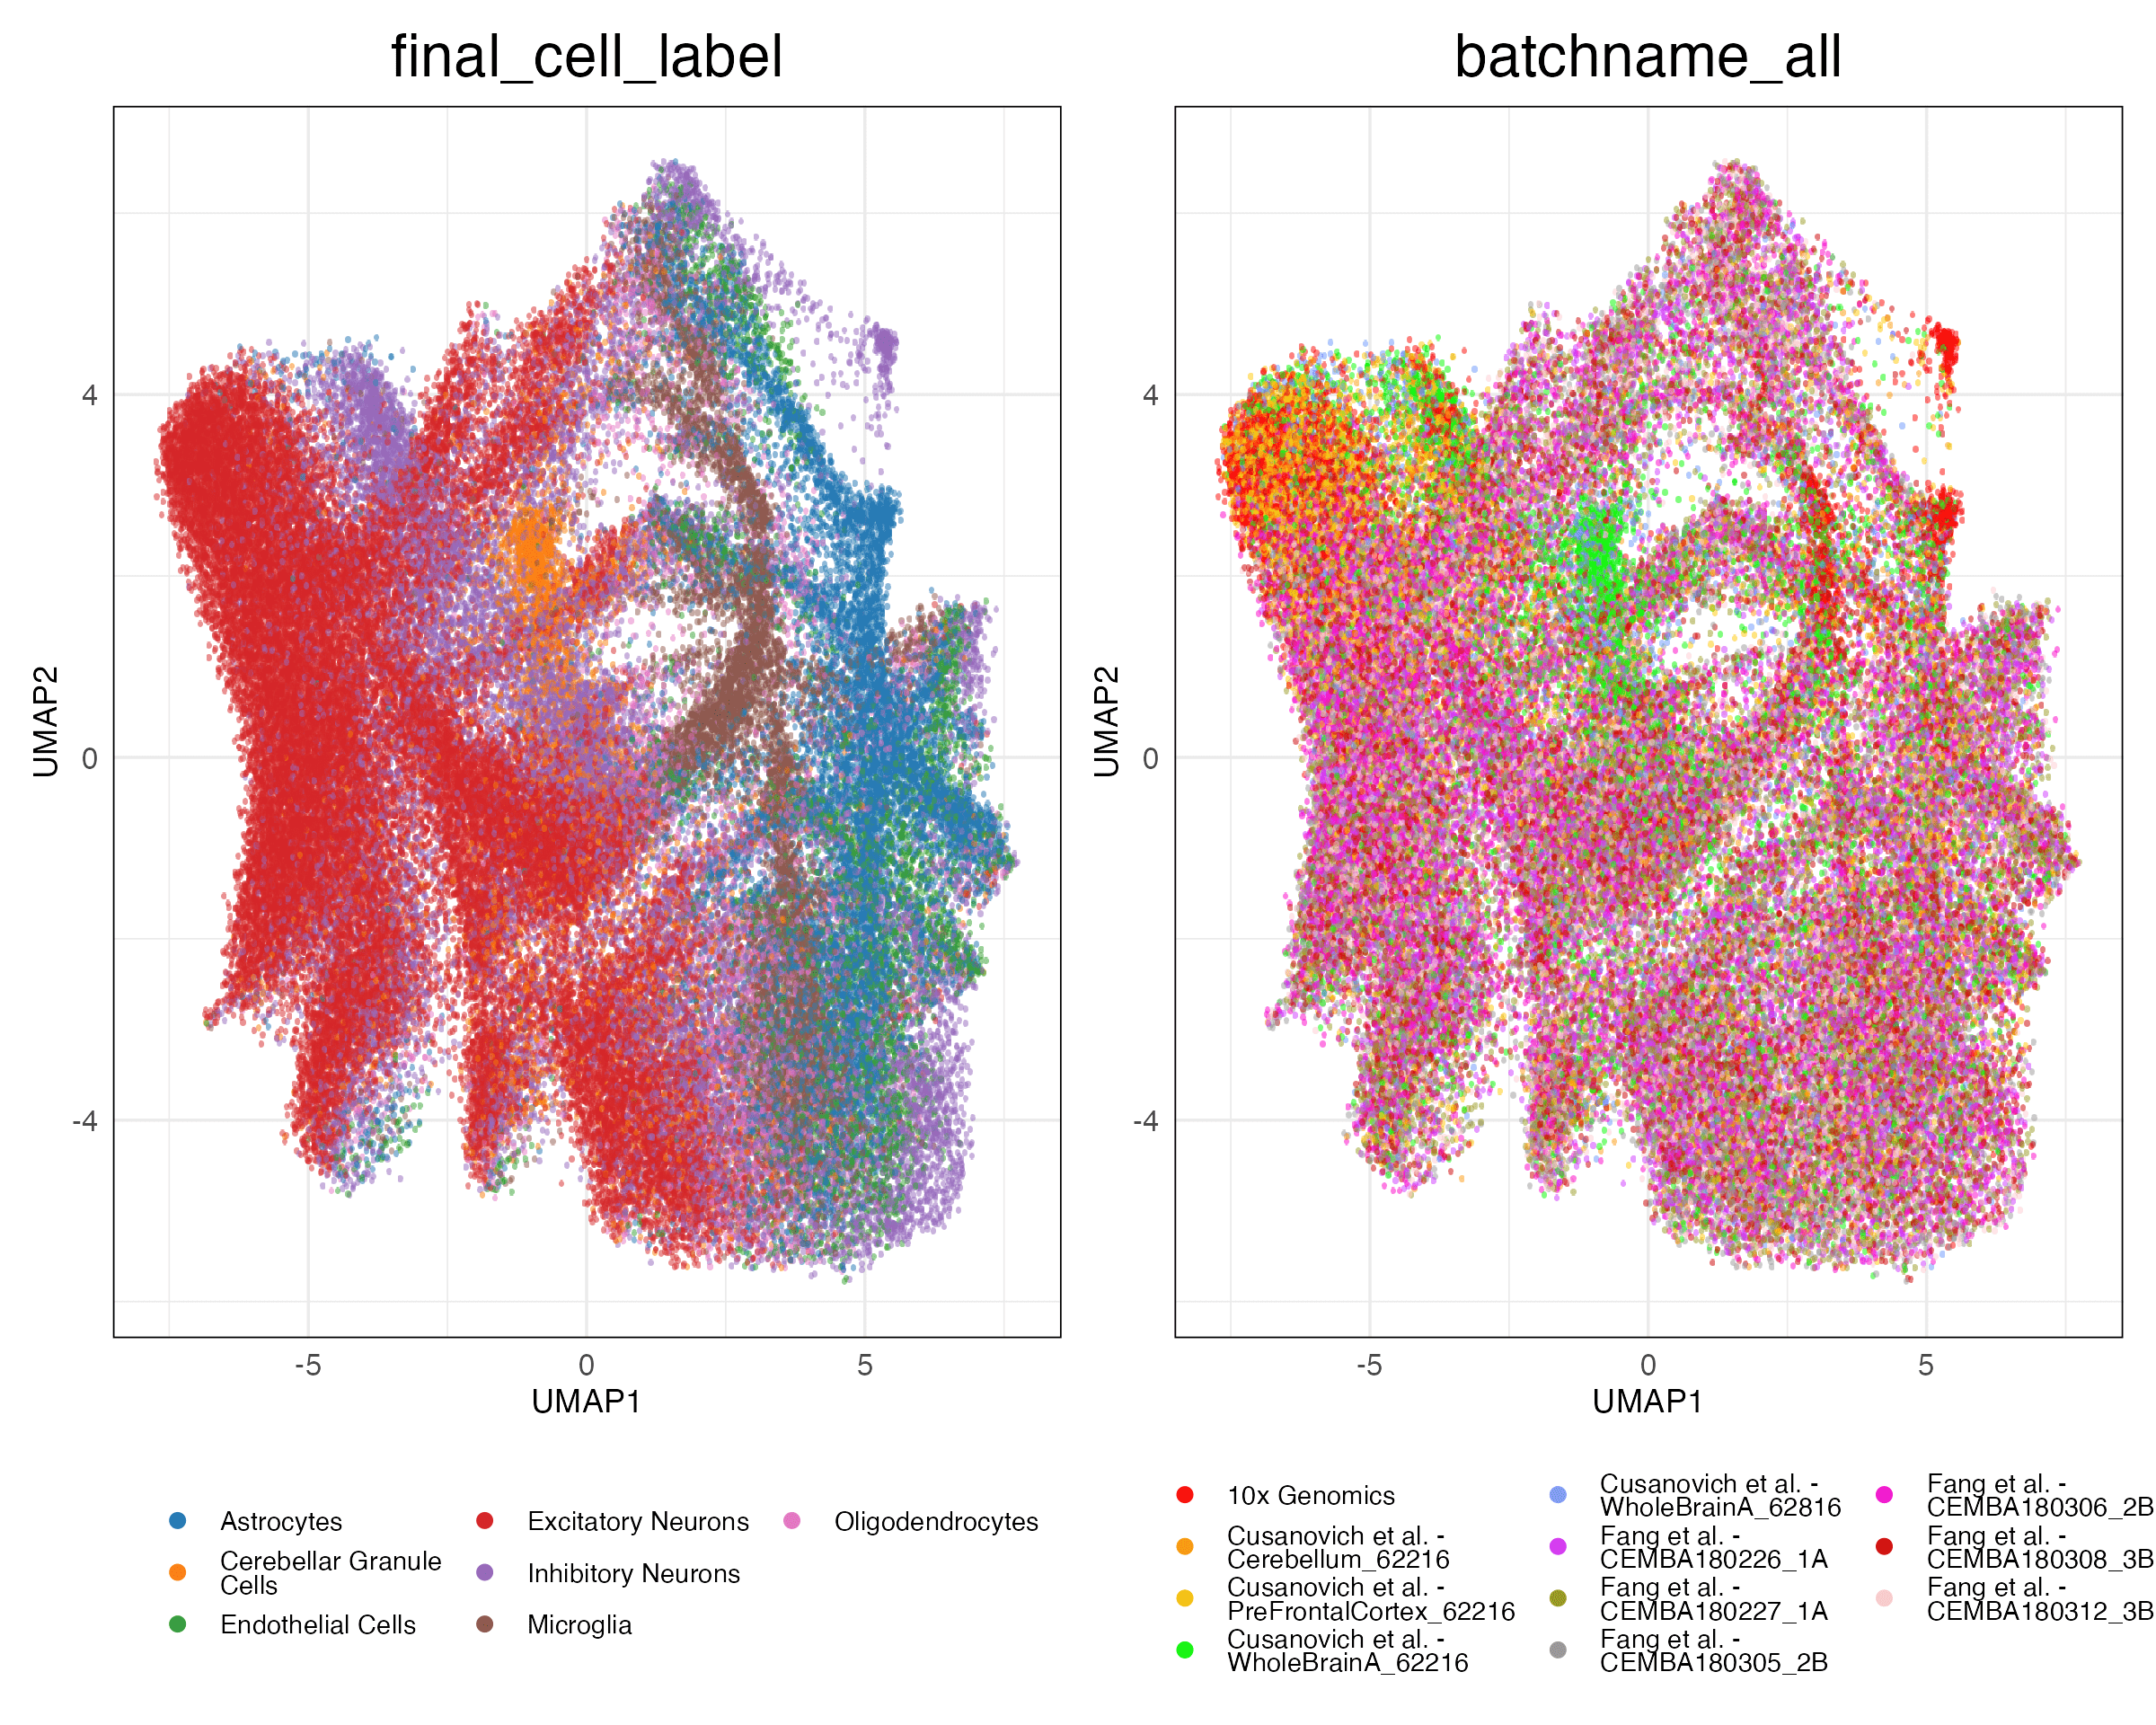 final_cell_label
batchname_all
UMAP2
4
0
-4
-5
0
5
UMAP1
UMAP2
4
0
-4
-5
0
5
UMAP1
Astrocytes
Cerebellar Granule
Cells
Endothelial Cells
Excitatory Neurons
Inhibitory Neurons
Microglia
Oligodendrocytes
10x Genomics
Cusanovich et al. -
Cerebellum_62216
Cusanovich et al. -
PreFrontalCortex_62216
Cusanovich et al. -
WholeBrainA_62216
Cusanovich et al. -
WholeBrainA_62816
Fang et al. -
CEMBA180226_1A
Fang et al. -
CEMBA180227_1A
Fang et al. -
CEMBA180305_2B
Fang et al. -
CEMBA180306_2B
Fang et al. -
CEMBA180308_3B
Fang et al. -
CEMBA180312_3B